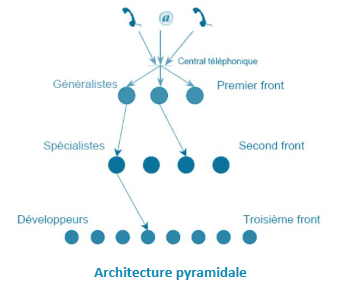 @
Central téléphonique
Généralistes Premier front
Spécialistes Second front
Développeurs Troisième front
Architecture pyramidale